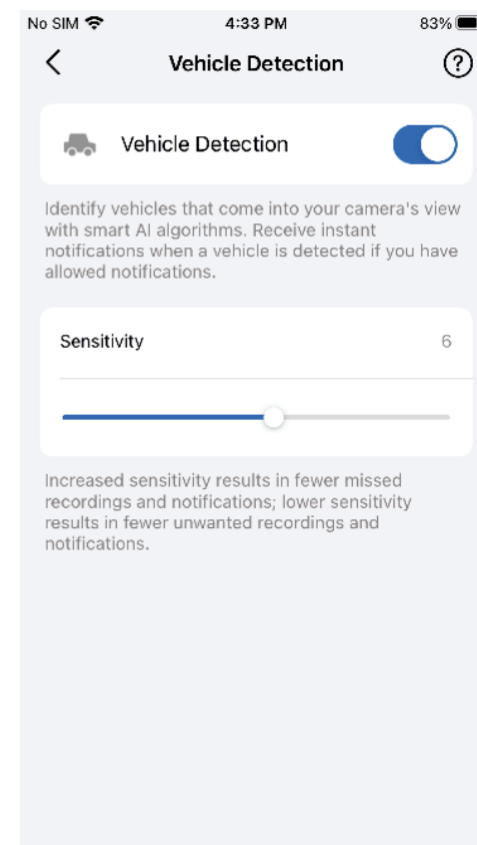 No SIM 4:33 PM 83%
Vehicle Detection ?
Vehicle Detection
Identify vehicles that come into your camera's view
with smart AI algorithms. Receive instant
notifications when a vehicle is detected if you have
allowed notifications.
Sensitivity 6
Increased sensitivity results in fewer missed
recordings and notifications; lower sensitivity
results in fewer unwanted recordings and
notifications.